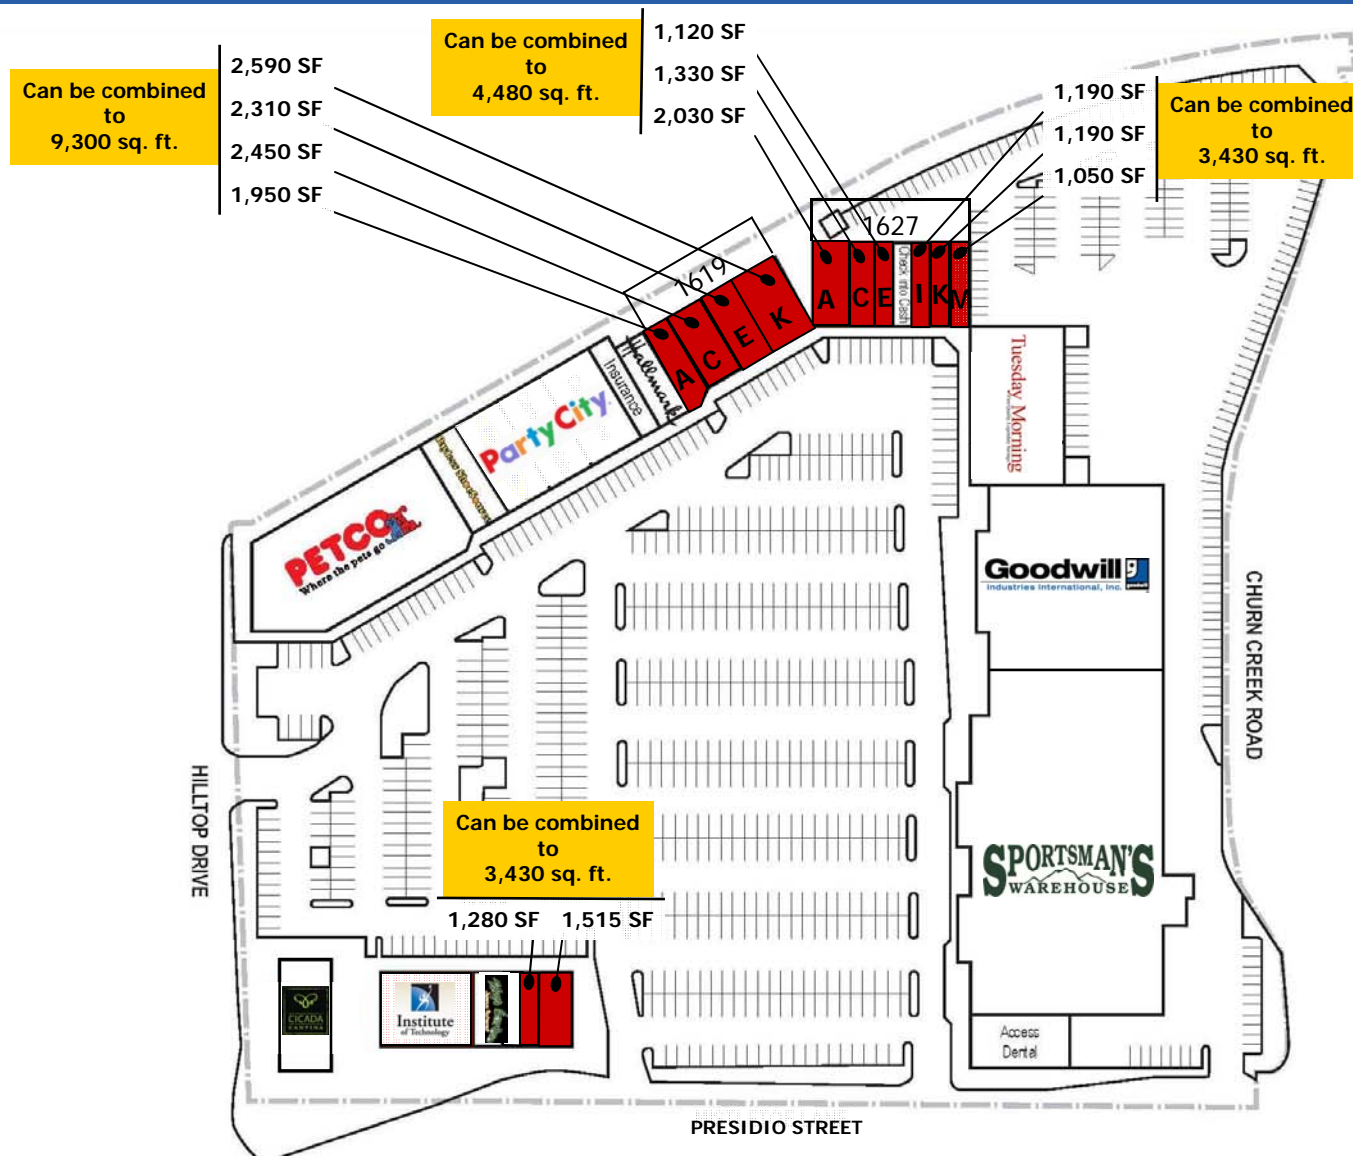 Can be combined
to
9,300 sq. ft.
2,590 SF
2,310 SF
2,450 SF
1,950 SF
Can be combined
to
4,480 sq. ft.
1,120 SF
1,330 SF
2,030 SF
1,190 SF
1,190 SF
1,050 SF
Can be combined
to
3,430 sq. ft.
1627
A
C
E
Check into Cash
I
K
M
1619
A
C
E
K
Hallmark
Insurance
PartyCity
PETCO
Where the pets go
Tuesday Morning
Goodwill
Industries International, Inc.
CHURN CREEK ROAD
HILLTOP DRIVE
SPORTSMAN'S
WAREHOUSE
Can be combined
to
3,430 sq. ft.
1,280 SF 1,515 SF
CICADA
CANTINA
Institute
of Technology
Access
Dental
PRESIDIO STREET